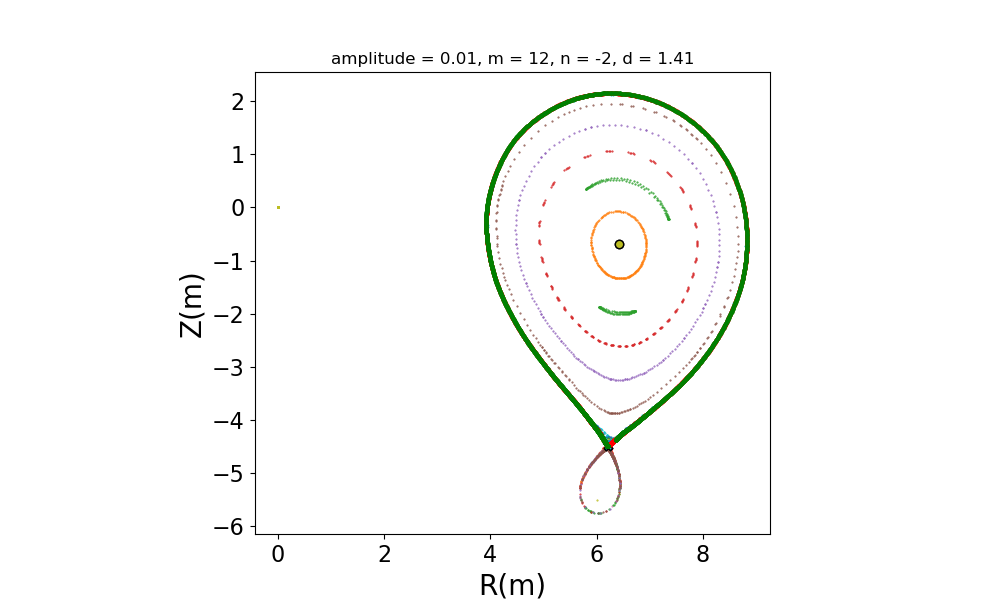 amplitude = 0.01, m = 12, n = -2, d = 1.41
2
1
0
−1
−2
−3
−4
−5
−6
Z(m)
0 2 4 6 8
R(m)